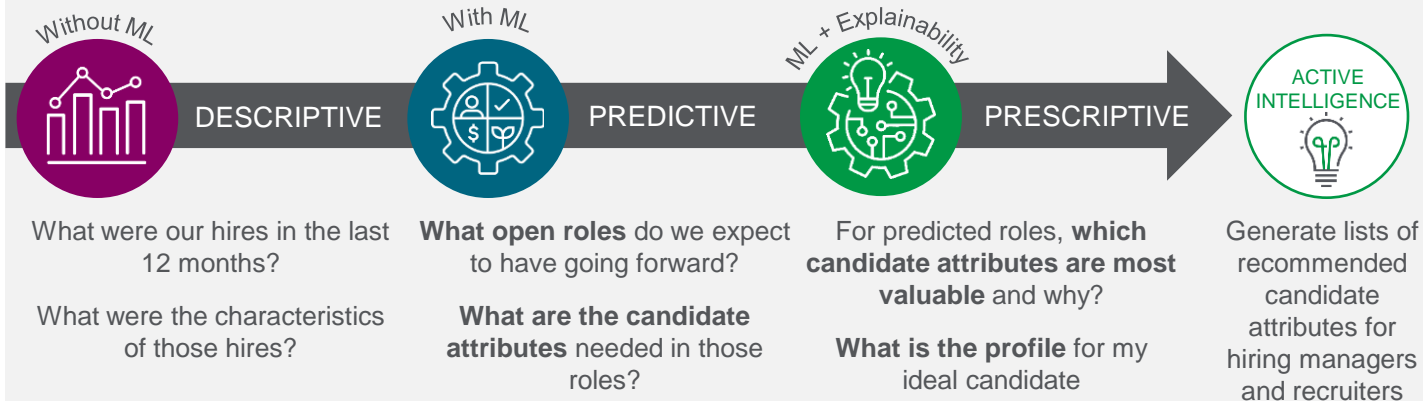 Without ML
DESCRIPTIVE
What were our hires in the last
12 months?
What were the characteristics
of those hires?
With ML
$
PREDICTIVE
What open roles do we expect
to have going forward?
What are the candidate
attributes needed in those
roles?
ML + Explainability
PRESCRIPTIVE
For predicted roles, which
candidate attributes are most
valuable and why?
What is the profile for my
ideal candidate
ACTIVE
INTELLIGENCE
Generate lists of
recommended
candidate
attributes for
hiring managers
and recruiters